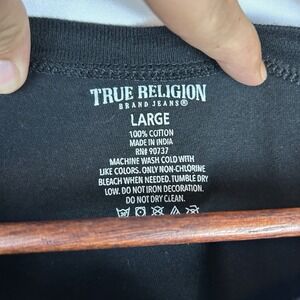 TRUE RELIGION
BRAND JEANS®
LARGE
100% COTTON
MADE IN INDIA
RN# 90737
MACHINE WASH COLD WITH
LIKE COLORS. ONLY NON-CHLORINE
BLEACH WHEN NEEDED. TUMBLE DRY
LOW. DO NOT IRON DECORATION.
DO NOT DRY CLEAN.